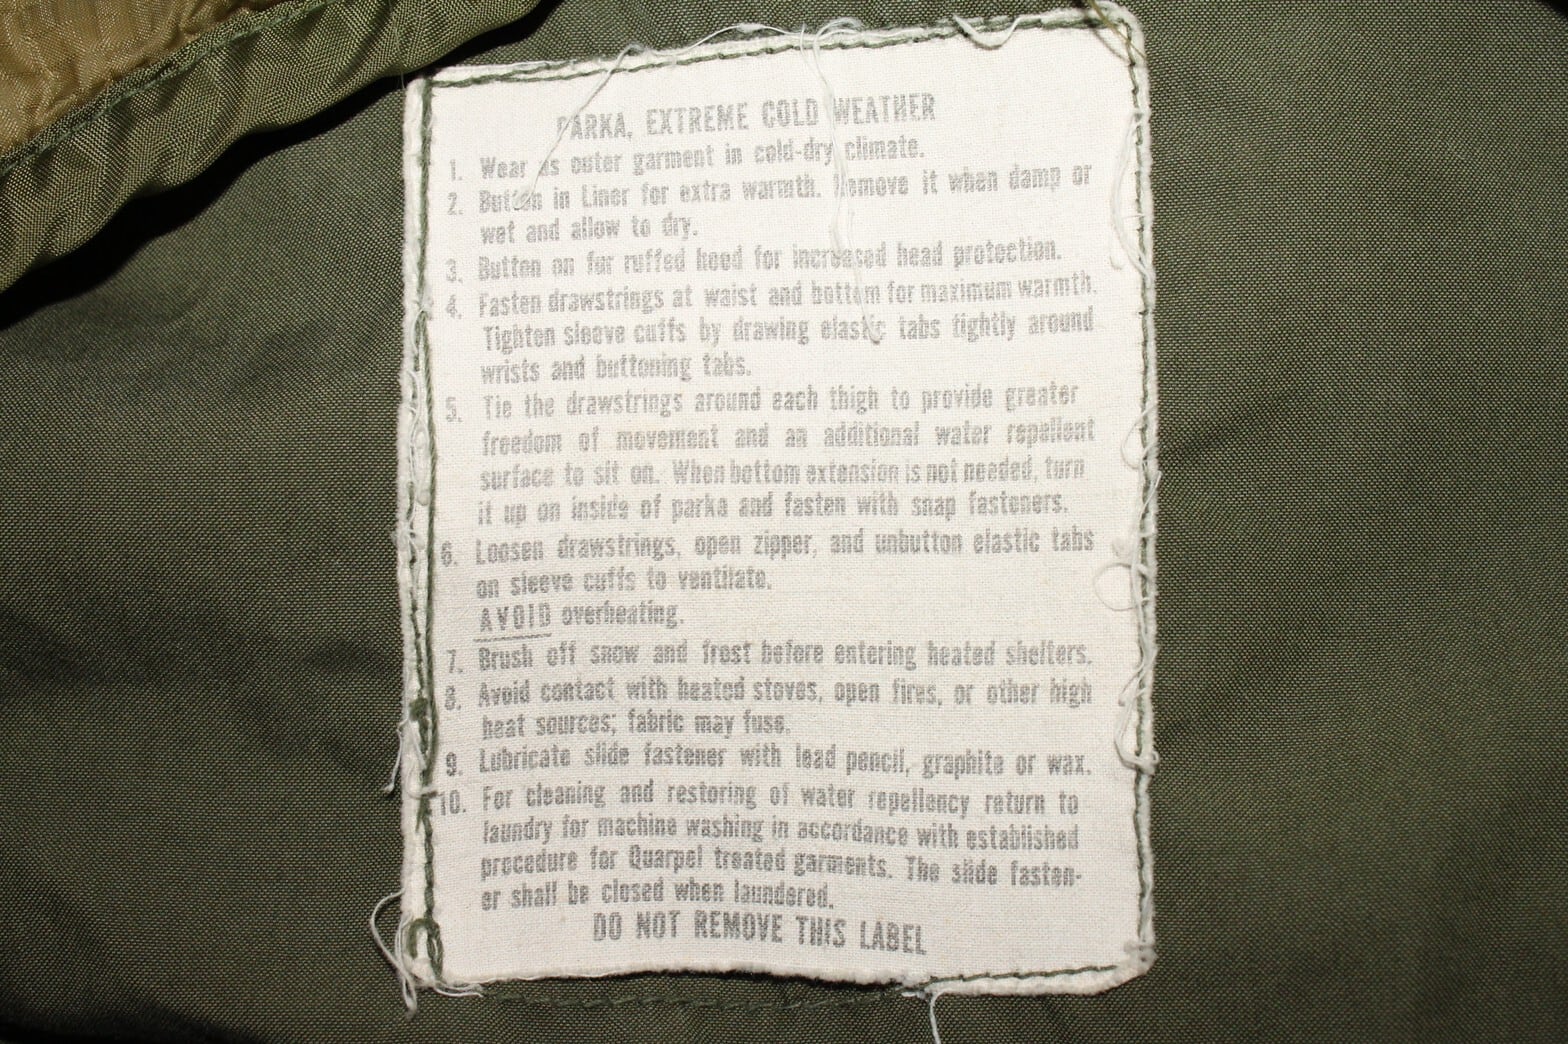 PARKA, EXTREME COLD WEATHER
1. Wear as outer garment in cold-dry climate.
2. Button in Liner for extra warmth. Remove it when damp or
wet and allow to dry.
3. Button on fur ruffed hood for increased head protection.
4. Fasten drawstrings at waist and bottom for maximum warmth.
Tighten sleeve cuffs by drawing elastic tabs tightly around
wrists and buttoning tabs.
5. Tie the drawstrings around each thigh to provide greater
freedom of movement and an additional water repellent
surface to sit on. When bottom extension is not needed, turn
it up on inside of parka and fasten with snap fasteners.
6. Loosen drawstrings, open zipper, and unbutton elastic tabs
on sleeve cuffs to ventilate.
AVOID overheating.
7. Brush off snow and frost before entering heated shelters.
8. Avoid contact with heated stoves, open fires, or other high
heat sources; fabric may fuse.
9. Lubricate slide fastener with lead pencil, graphite or wax.
10. For cleaning and restoring of water repellency return to
laundry for machine washing in accordance with established
procedure for Quarpel treated garments. The slide fasten-
er shall be closed when laundered.
DO NOT REMOVE THIS LABEL